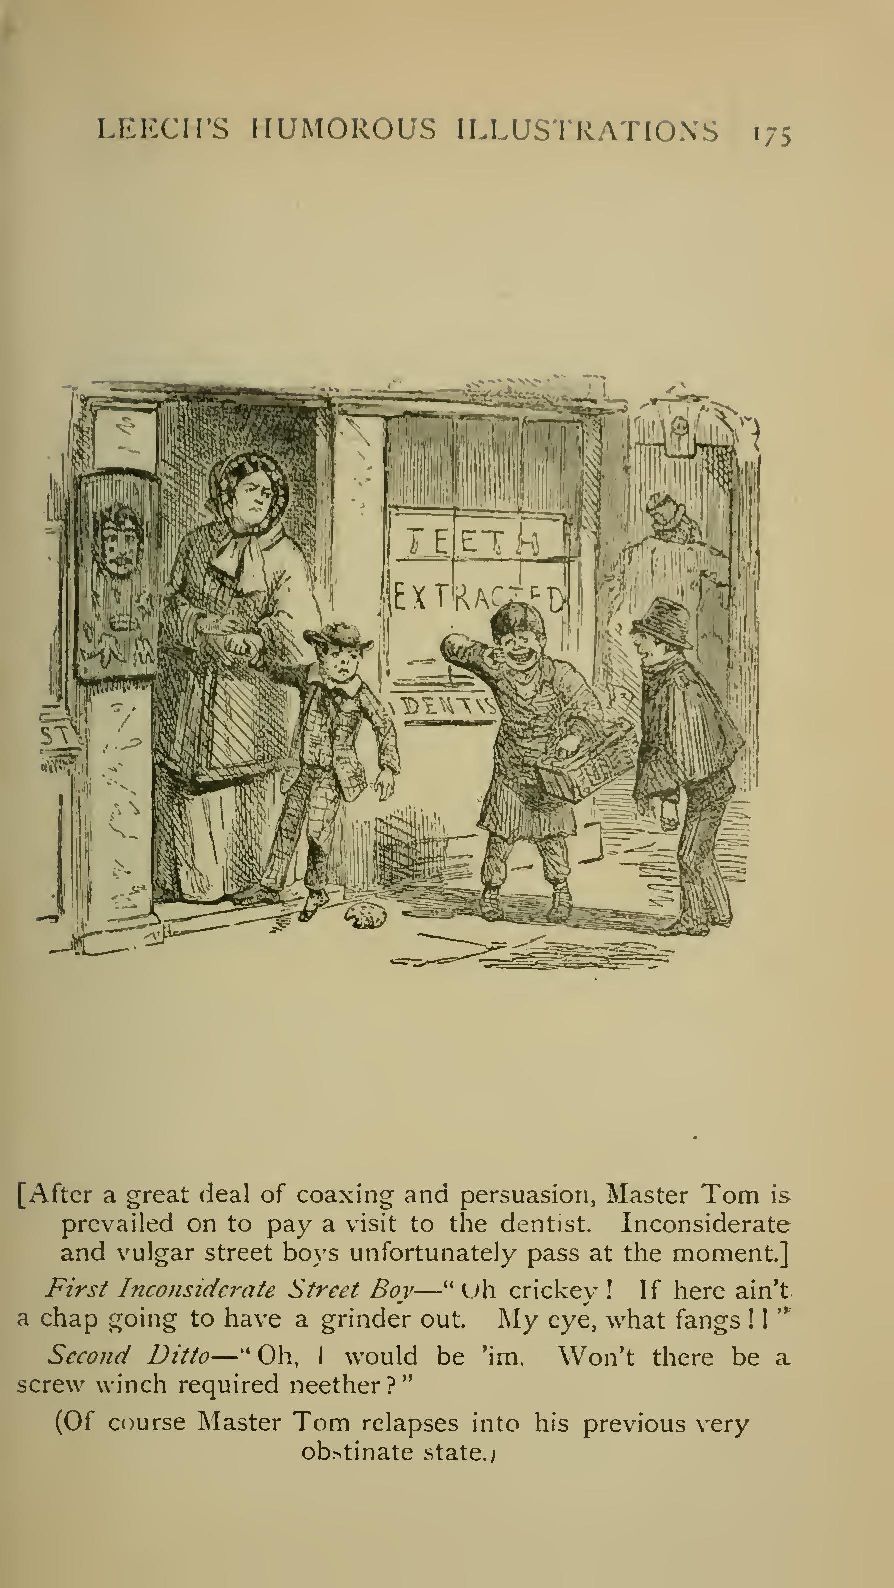 LEECH'S HUMOROUS ILLUSTRATIONS 175
TEETH
EXTRACTED
DENTIS
ST
[After a great deal of coaxing and persuasion, Master Tom is
prevailed on to pay a visit to the dentist. Inconsiderate
and vulgar street boys unfortunately pass at the moment.]
First Inconsiderate Street Boy—"Oh crickey! If here ain't
a chap going to have a grinder out. My eye, what fangs!!"
Second Ditto—"Oh, I would be 'im. Won't there be a
screw winch required neether?"
(Of course Master Tom relapses into his previous very
obstinate state.)